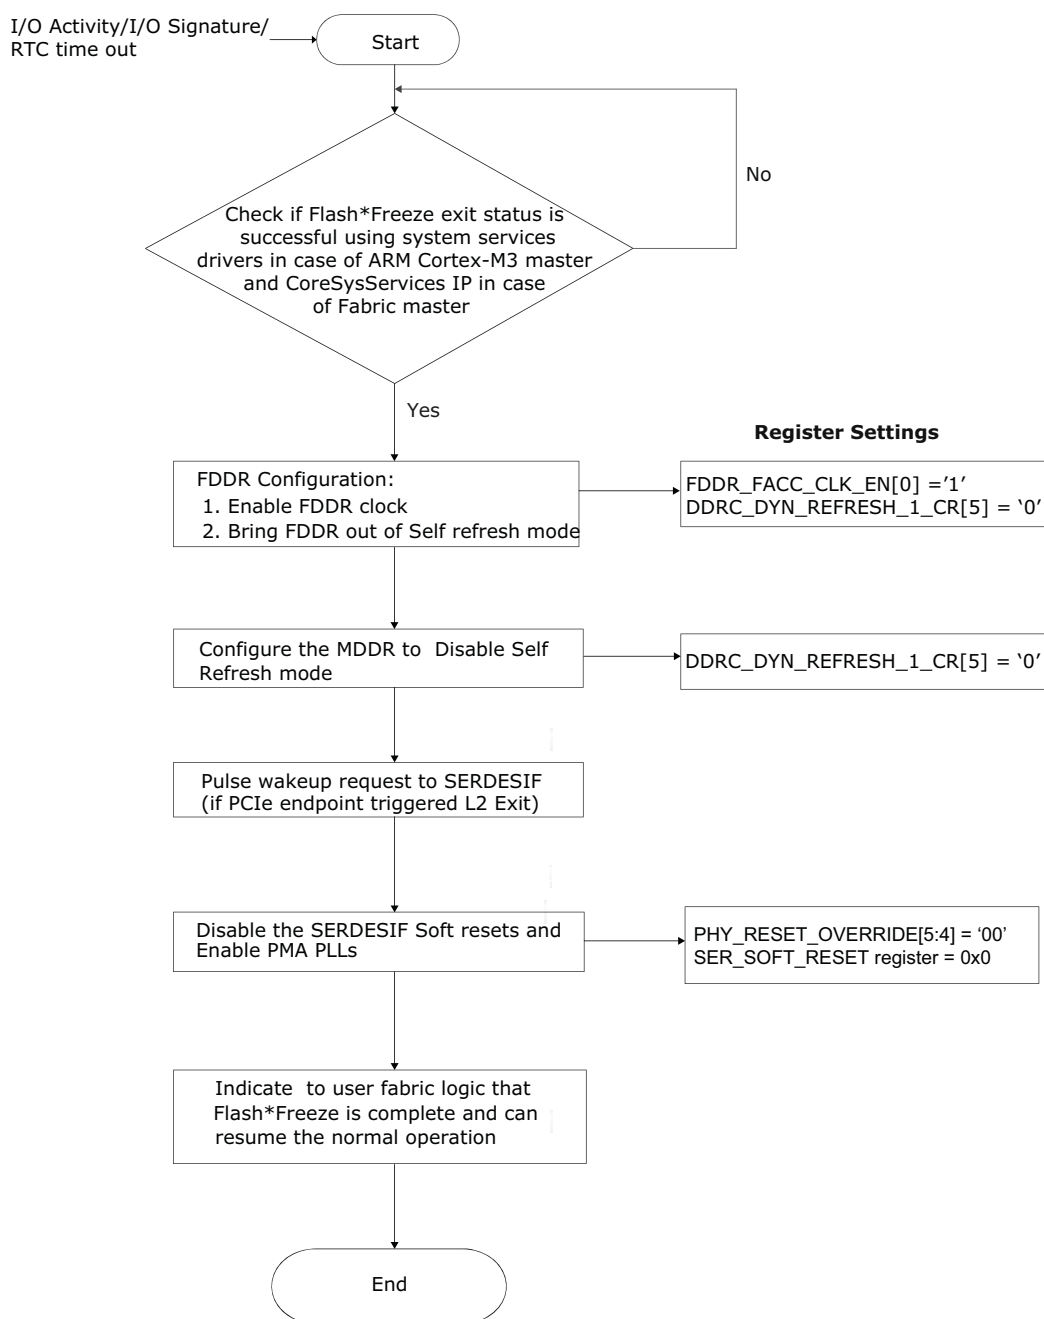 I/O Activity/I/O Signature/
RTC time out
Start
No
Check if Flash*Freeze exit status is
successful using system services
drivers in case of ARM Cortex-M3 master
and CoreSysServices IP in case
of Fabric master
Yes
Register Settings
FDDR Configuration:
1. Enable FDDR clock
2. Bring FDDR out of Self refresh mode
FDDR_FACC_CLK_EN[0] ='1'
DDRC_DYN_REFRESH_1_CR[5] = ‘0’
Configure the MDDR to  Disable Self
Refresh mode
DDRC_DYN_REFRESH_1_CR[5] = ‘0’
Pulse wakeup request to SERDESIF
(if PCIe endpoint triggered L2 Exit)
Disable the SERDESIF Soft resets and
Enable PMA PLLs
PHY_RESET_OVERRIDE[5:4] = ‘00’
SER_SOFT_RESET register = 0x0
Indicate  to user fabric logic that
Flash*Freeze is complete and can
resume the normal operation
End